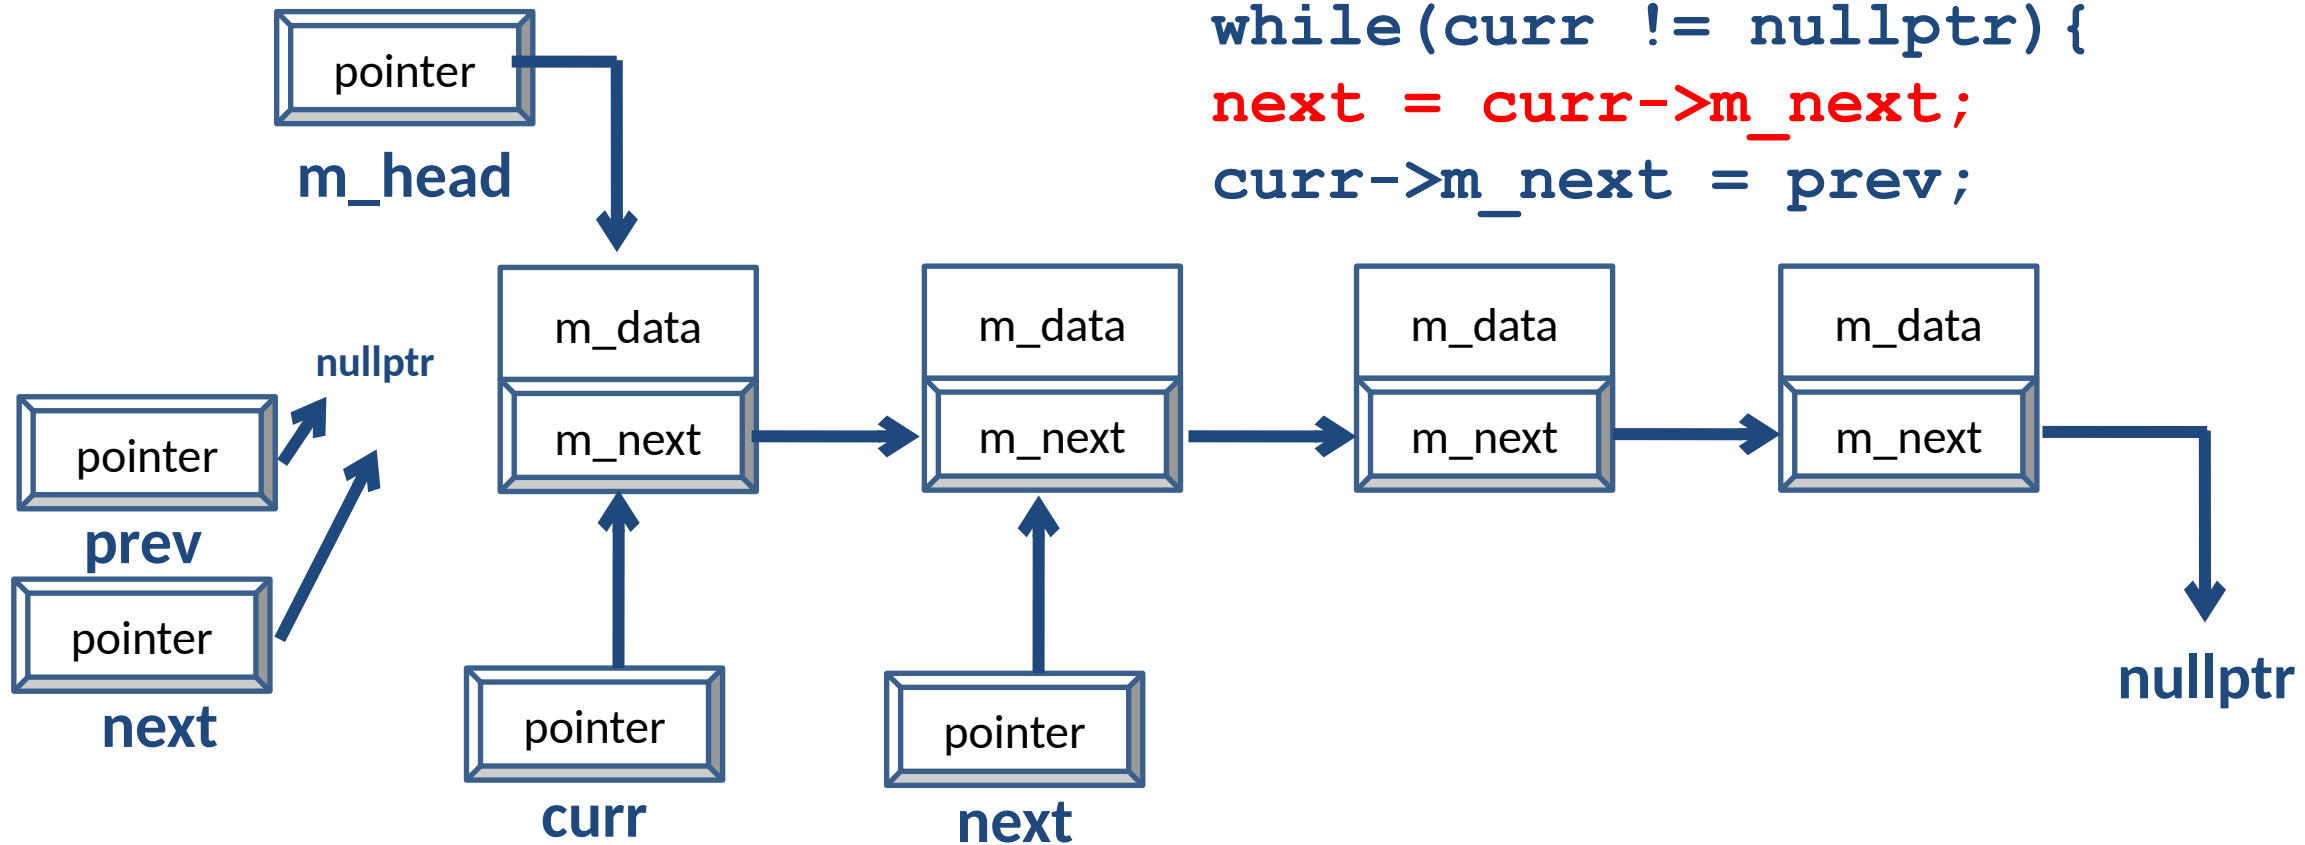 while(curr != nullptr){
next = curr->m_next;
curr->m_next = prev;
pointer
m_head
m_data
m_data
m_data
m_data
nullptr
m_next
m_next
m_next
m_next
pointer
prev
pointer
next
nullptr
pointer
curr
pointer
next